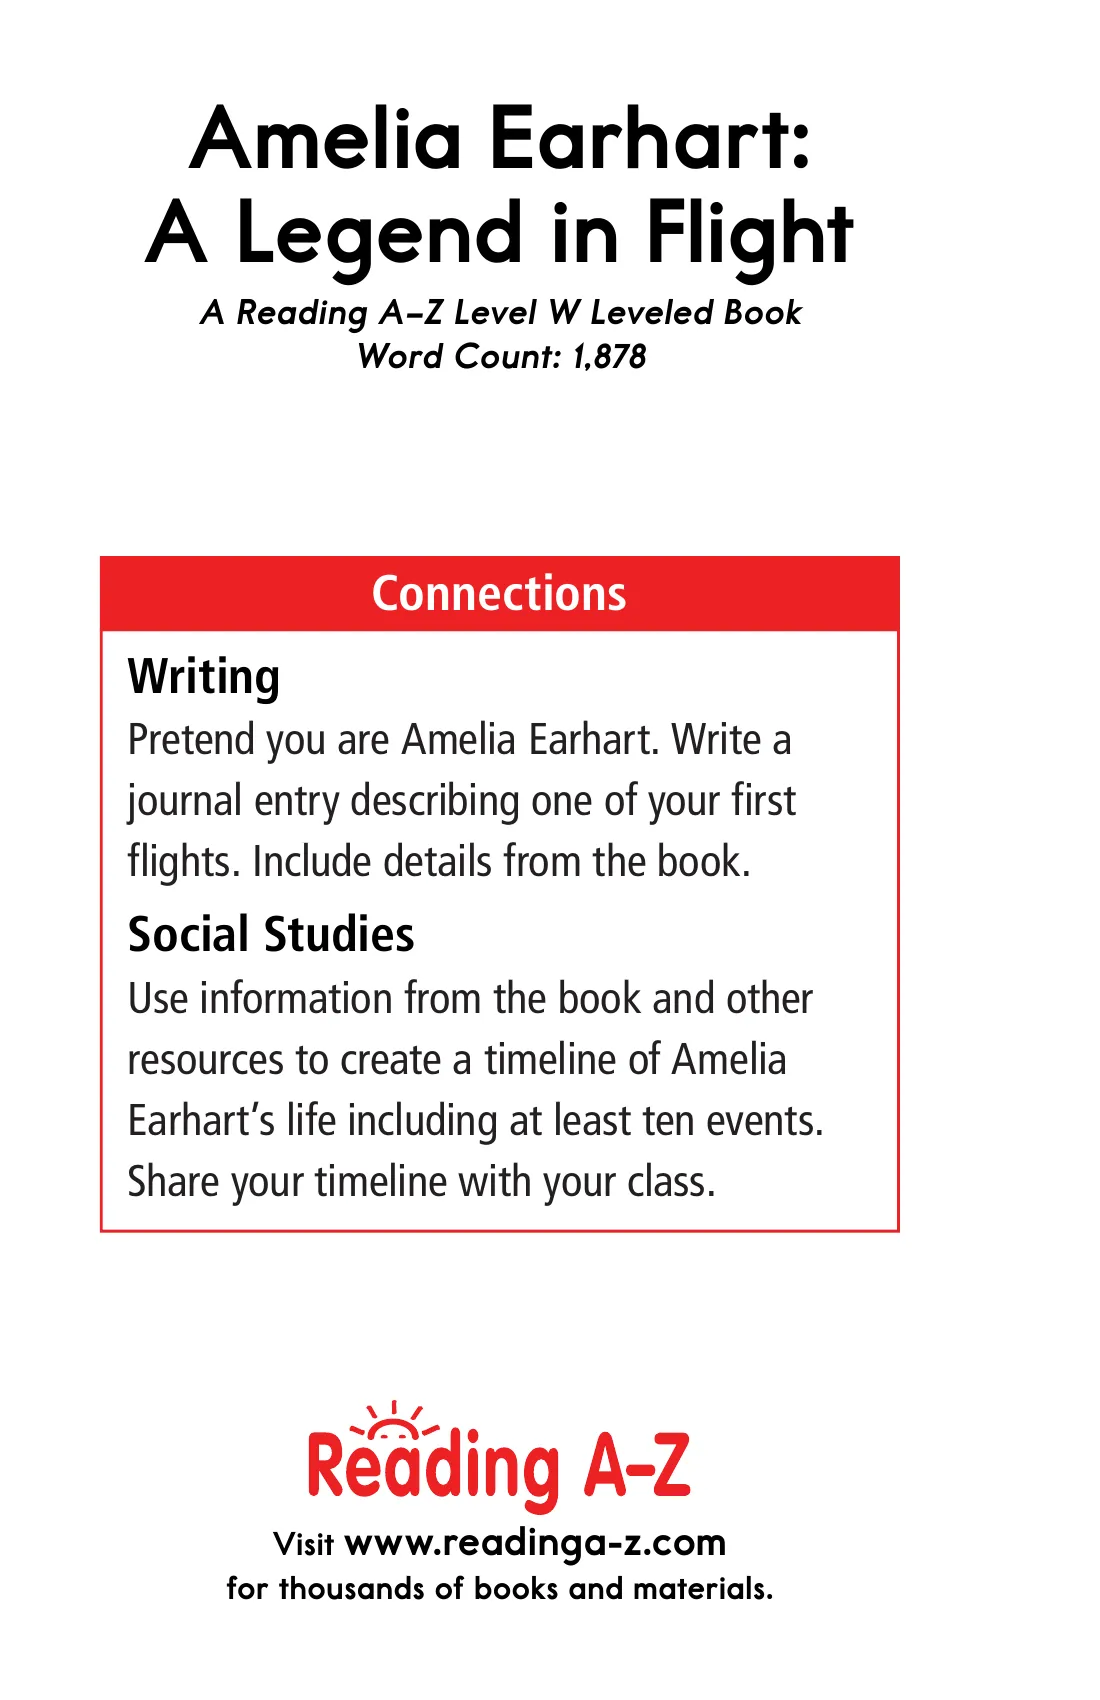 Amelia Earhart:
A Legend in Flight
A Reading A–Z Level W Leveled Book
Word Count: 1,878
Connections
Writing
Pretend you are Amelia Earhart. Write a
journal entry describing one of your first
flights. Include details from the book.
Social Studies
Use information from the book and other
resources to create a timeline of Amelia
Earhart’s life including at least ten events.
Share your timeline with your class.
Reading A–Z
Visit www.readinga-z.com
for thousands of books and materials.